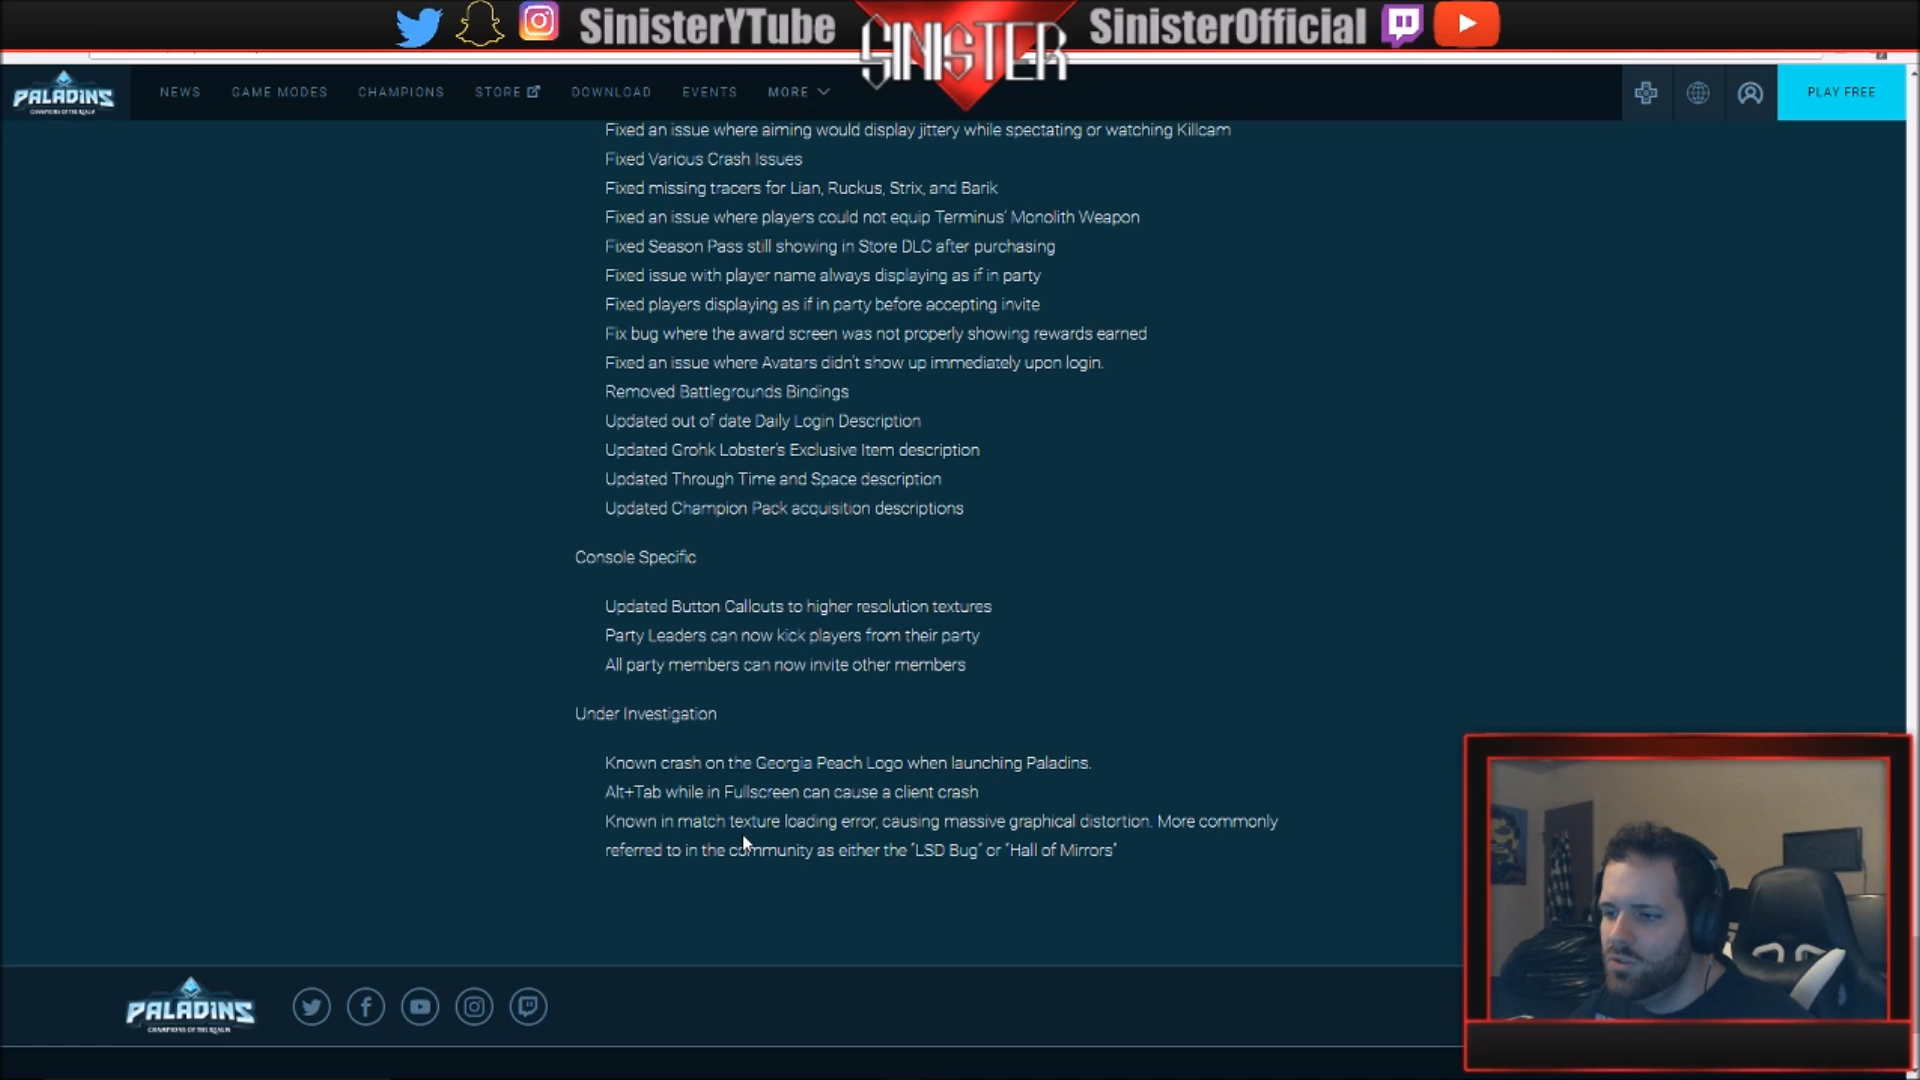 SinisterYTube
SINISTER
SinisterOfficial
PALADINS
CHAMPIONS OF THE REALM
NEWS
GAME MODES
CHAMPIONS
STORE
DOWNLOAD
EVENTS
MORE
PLAY FREE
Fixed an issue where aiming would display jittery while spectating or watching Killcam
Fixed Various Crash Issues
Fixed missing tracers for Lian, Ruckus, Strix, and Barik
Fixed an issue where players could not equip Terminus' Monolith Weapon
Fixed Season Pass still showing in Store DLC after purchasing
Fixed issue with player name always displaying as if in party
Fixed players displaying as if in party before accepting invite
Fix bug where the award screen was not properly showing rewards earned
Fixed an issue where Avatars didn't show up immediately upon login.
Removed Battlegrounds Bindings
Updated out of date Daily Login Description
Updated Grohk Lobster's Exclusive Item description
Updated Through Time and Space description
Updated Champion Pack acquisition descriptions
Console Specific
Updated Button Callouts to higher resolution textures
Party Leaders can now kick players from their party
All party members can now invite other members
Under Investigation
Known crash on the Georgia Peach Logo when launching Paladins.
Alt+Tab while in Fullscreen can cause a client crash
Known in match texture loading error, causing massive graphical distortion. More commonly
referred to in the community as either the "LSD Bug" or "Hall of Mirrors"
PALADINS
CHAMPIONS OF THE REALM